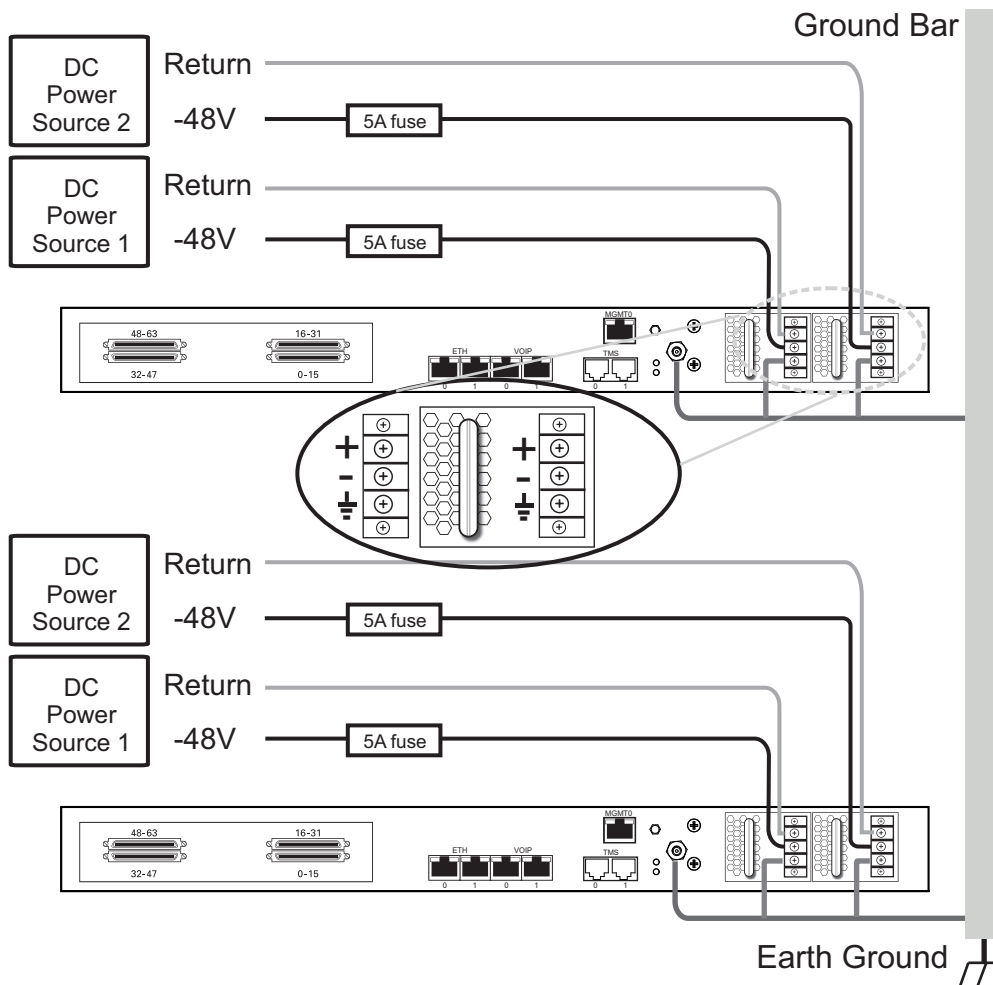 Ground Bar
DC
Power
Source 2
Return
-48V
5A fuse
DC
Power
Source 1
Return
-48V
5A fuse
48-63
16-31
32-47
0-15
ETH
VOIP
0 1 0 1
MGMT0
TMS
0 1
+
-
+
-
DC
Power
Source 2
Return
-48V
5A fuse
DC
Power
Source 1
Return
-48V
5A fuse
48-63
16-31
32-47
0-15
ETH
VOIP
0 1 0 1
MGMT0
TMS
0 1
Earth Ground